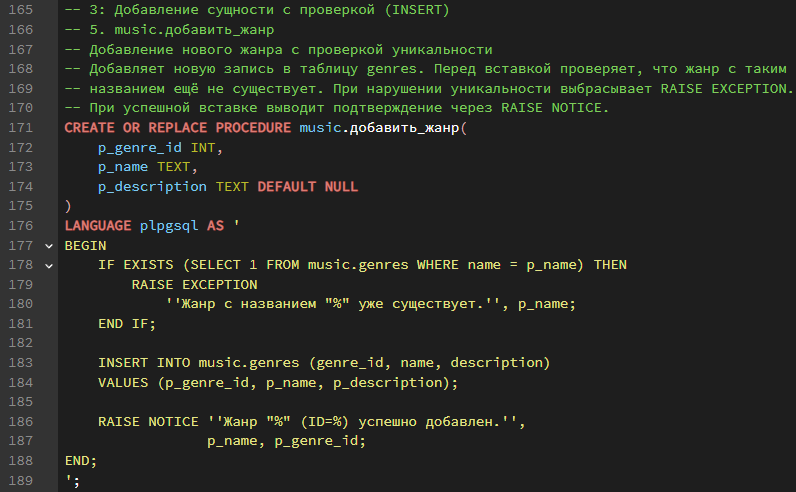 165 -- 3: Добавление сущности с проверкой (INSERT)
166 -- 5. music.добавить_жанр
167 -- Добавление нового жанра с проверкой уникальности
168 -- Добавляет новую запись в таблицу genres. Перед вставкой проверяет, что жанр с таким
169 -- названием ещё не существует. При нарушении уникальности выбрасывает RAISE EXCEPTION.
170 -- При успешной вставке выводит подтверждение через RAISE NOTICE.
171 CREATE OR REPLACE PROCEDURE music.добавить_жанр(
172     p_genre_id INT,
173     p_name TEXT,
174     p_description TEXT DEFAULT NULL
175 )
176 LANGUAGE plpgsql AS '
177 BEGIN
178     IF EXISTS (SELECT 1 FROM music.genres WHERE name = p_name) THEN
179         RAISE EXCEPTION
180             ''Жанр с названием "%" уже существует.'', p_name;
181     END IF;
182
183     INSERT INTO music.genres (genre_id, name, description)
184     VALUES (p_genre_id, p_name, p_description);
185
186     RAISE NOTICE ''Жанр "%" (ID=%) успешно добавлен.'',
187                  p_name, p_genre_id;
188 END;
189 ';